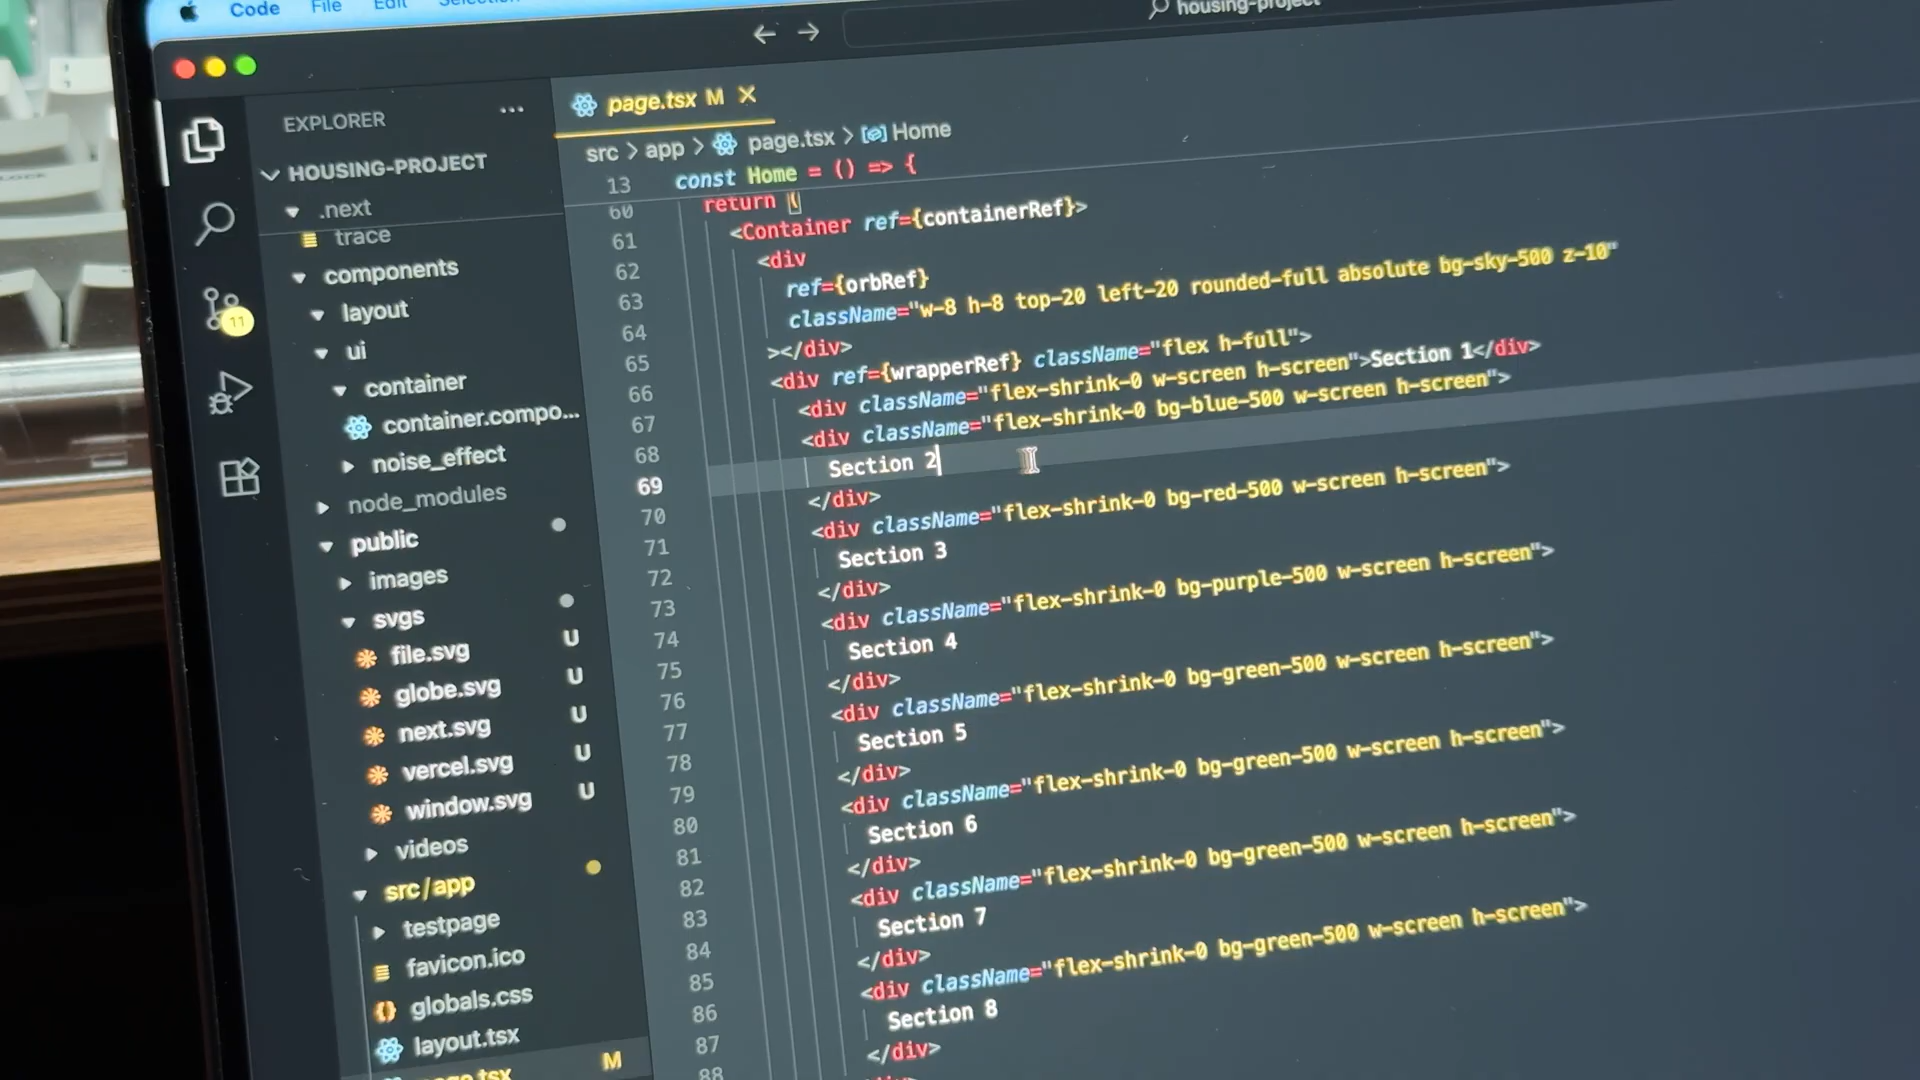 Code File Edit Selection
housing-project
EXPLORER
HOUSING-PROJECT
.next
trace
components
layout
ui
container
container.compo...
noise_effect
node_modules
public
images
svgs
file.svg U
globe.svg U
next.svg U
vercel.svg U
window.svg U
videos
src/app
testpage
favicon.ico
globals.css
layout.tsx
page.tsx M
11
page.tsx M
src > app > page.tsx > Home
13 const Home = () => {
60 return (
61 <Container ref={containerRef}>
62 <div
63 ref={orbRef}
64 className="w-8 h-8 top-20 left-20 rounded-full absolute bg-sky-500 z-10"
65 ></div>
66 <div ref={wrapperRef} className="flex h-full">
67 <div className="flex-shrink-0 w-screen h-screen">Section 1</div>
68 <div className="flex-shrink-0 bg-blue-500 w-screen h-screen">
69 Section 2
70 </div>
71 <div className="flex-shrink-0 bg-red-500 w-screen h-screen">
72 Section 3
73 </div>
74 <div className="flex-shrink-0 bg-purple-500 w-screen h-screen">
75 Section 4
76 </div>
77 <div className="flex-shrink-0 bg-green-500 w-screen h-screen">
78 Section 5
79 </div>
80 <div className="flex-shrink-0 bg-green-500 w-screen h-screen">
81 Section 6
82 </div>
83 <div className="flex-shrink-0 bg-green-500 w-screen h-screen">
84 Section 7
85 </div>
86 <div className="flex-shrink-0 bg-green-500 w-screen h-screen">
87 Section 8
88 </div>